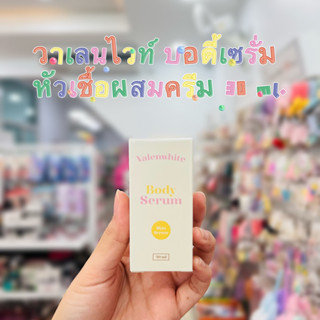 วาเลนไวท์ บอดี้เซรั่ม
หัวเชื้อผสมครีม ml.
Valenwhite
Body
Serum